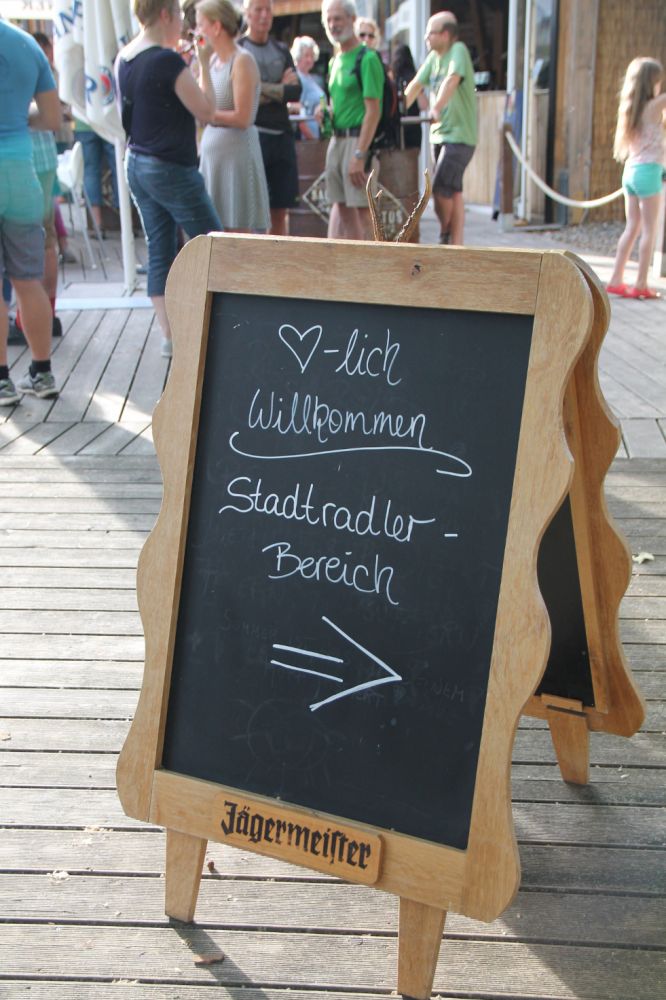 ♡-lich
Willkommen
Stadtradler-
Bereich
⇒
Jägermeister